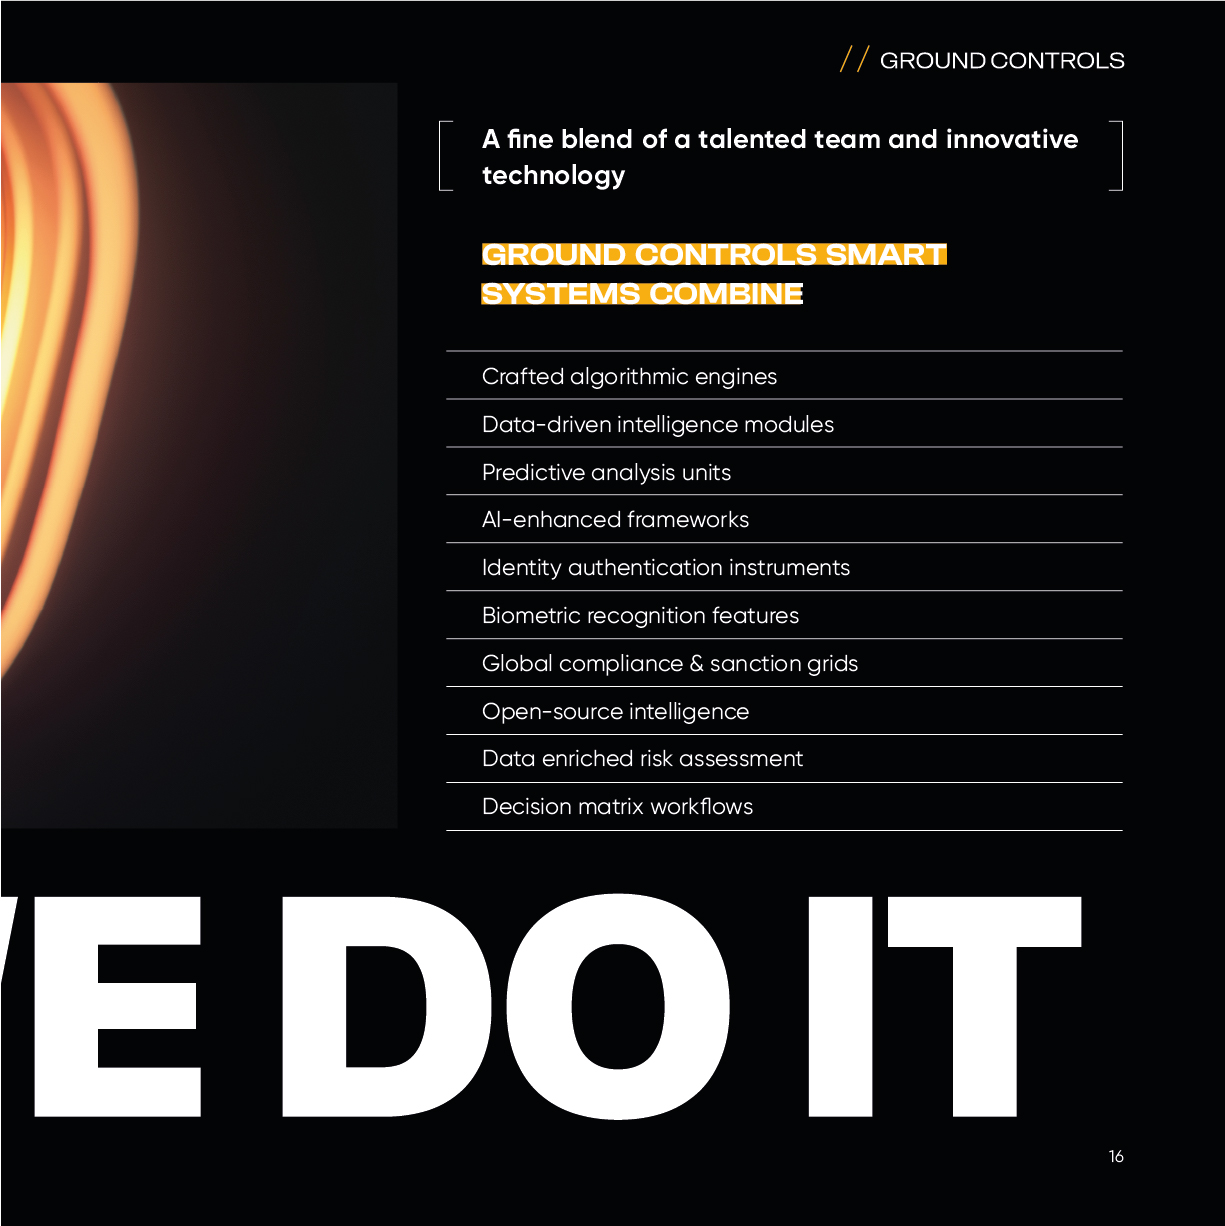 // GROUND CONTROLS
A fine blend of a talented team and innovative
technology
GROUND CONTROLS SMART
SYSTEMS COMBINE
Crafted algorithmic engines
Data-driven intelligence modules
Predictive analysis units
AI-enhanced frameworks
Identity authentication instruments
Biometric recognition features
Global compliance & sanction grids
Open-source intelligence
Data enriched risk assessment
Decision matrix workflows
E DO IT
16